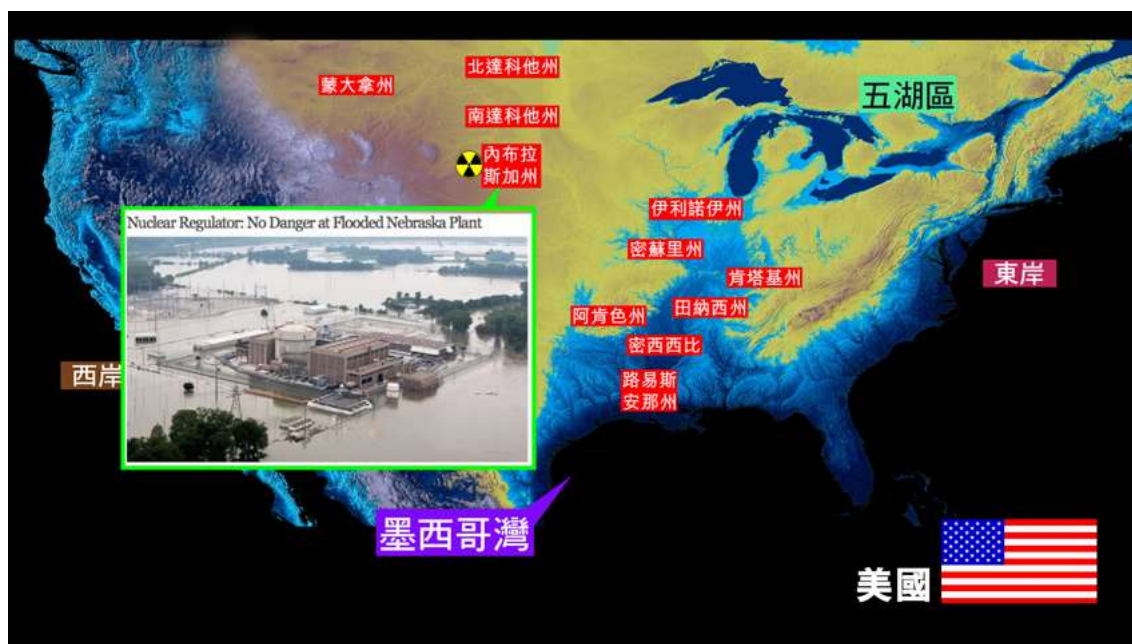 北達科他州
蒙大拿州
五湖區
南達科他州
內布拉
斯加州
伊利諾伊州
Nuclear Regulator: No Danger at Flooded Nebraska Plant
密蘇里州
肯塔基州
東岸
田納西州
阿肯色州
密西西比
西岸
路易斯
安那州
墨西哥灣
美國